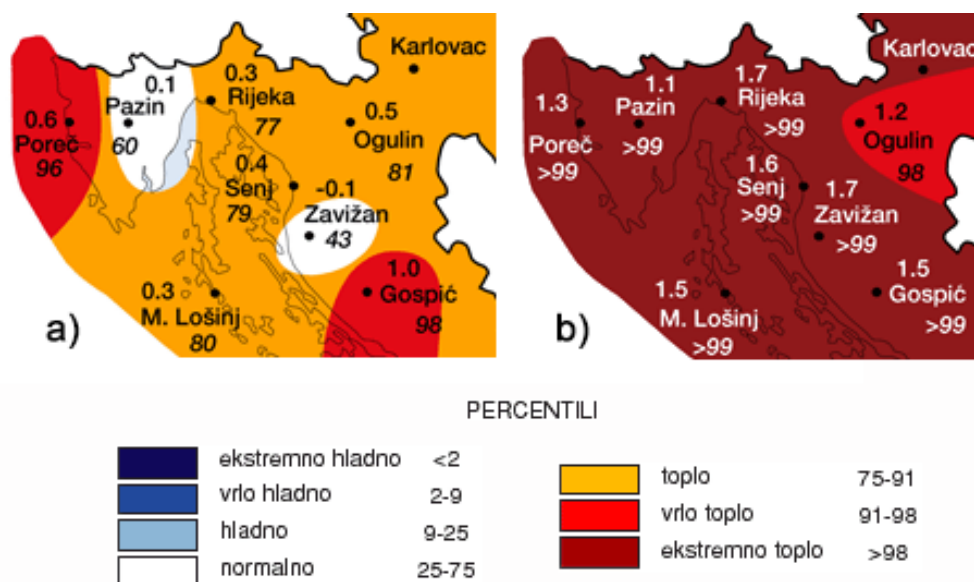 Karlovac
0.1
Pazin
60
0.3
Rijeka
77
0.6
Poreč
96
0.5
Ogulin
81
0.4
Senj
79
-0.1
Zavižan
43
1.0
Gospić
98
0.3
M. Lošinj
80
a)
Karlovac
1.3
Poreč
>99
1.1
Pazin
>99
1.7
Rijeka
>99
1.2
Ogulin
98
1.6
Senj
>99
1.7
Zavižan
>99
1.5
Gospić
>99
1.5
M. Lošinj
>99
b)
PERCENTILI
ekstremno hladno <2
vrlo hladno 2-9
hladno 9-25
normalno 25-75
toplo 75-91
vrlo toplo 91-98
ekstremno toplo >98